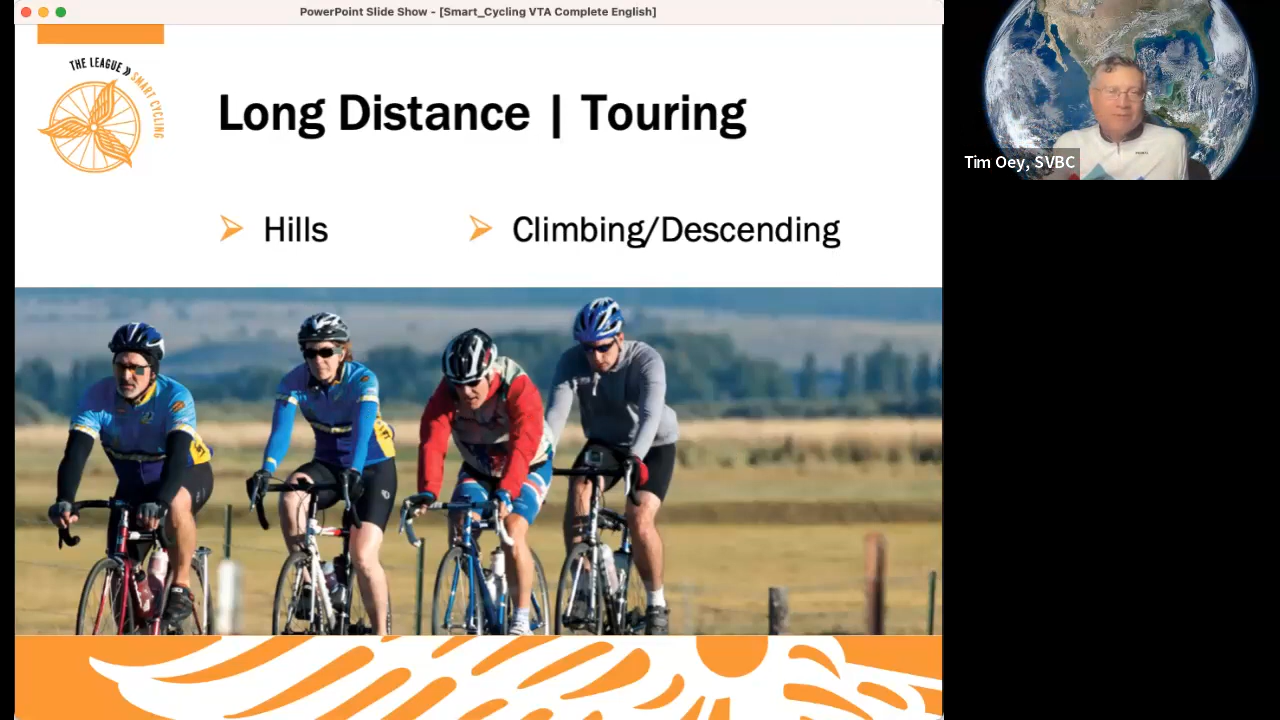 PowerPoint Slide Show - [Smart_Cycling VTA Complete English]
THE LEAGUE
SMART CYCLING
Long Distance | Touring
Hills
Climbing/Descending
Tim Oey, SVBC